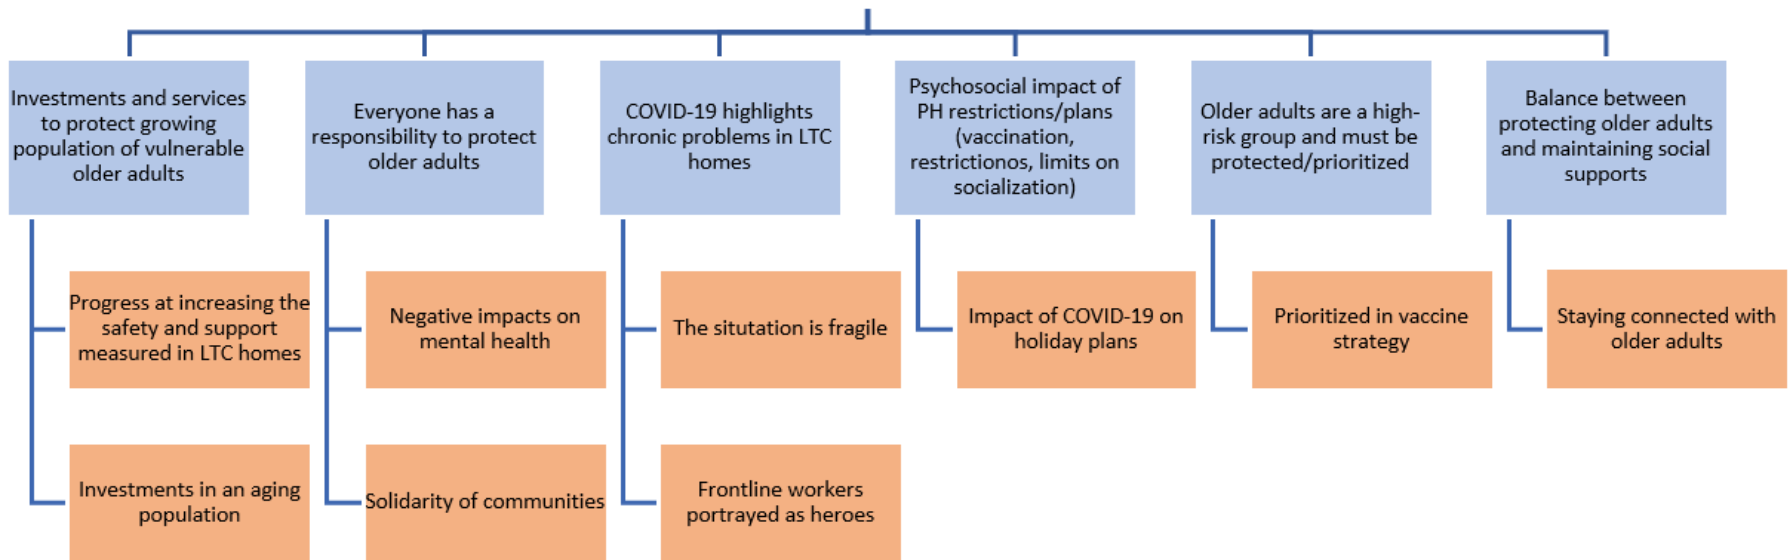 Investments and services
to protect growing
population of vulnerable
older adults
Everyone has a
responsibility to protect
older adults
COVID-19 highlights
chronic problems in LTC
homes
Psychosocial impact of
PH restrictions/plans
(vaccination,
restrictionos, limits on
socialization)
Older adults are a high-
risk group and must be
protected/prioritized
Balance between
protecting older adults
and maintaining social
supports
Progress at increasing the
safety and support
measured in LTC homes
Negative impacts on
mental health
The situtation is fragile
Impact of COVID-19 on
holiday plans
Prioritized in vaccine
strategy
Staying connected with
older adults
Investments in an aging
population
Solidarity of communities
Frontline workers
portrayed as heroes